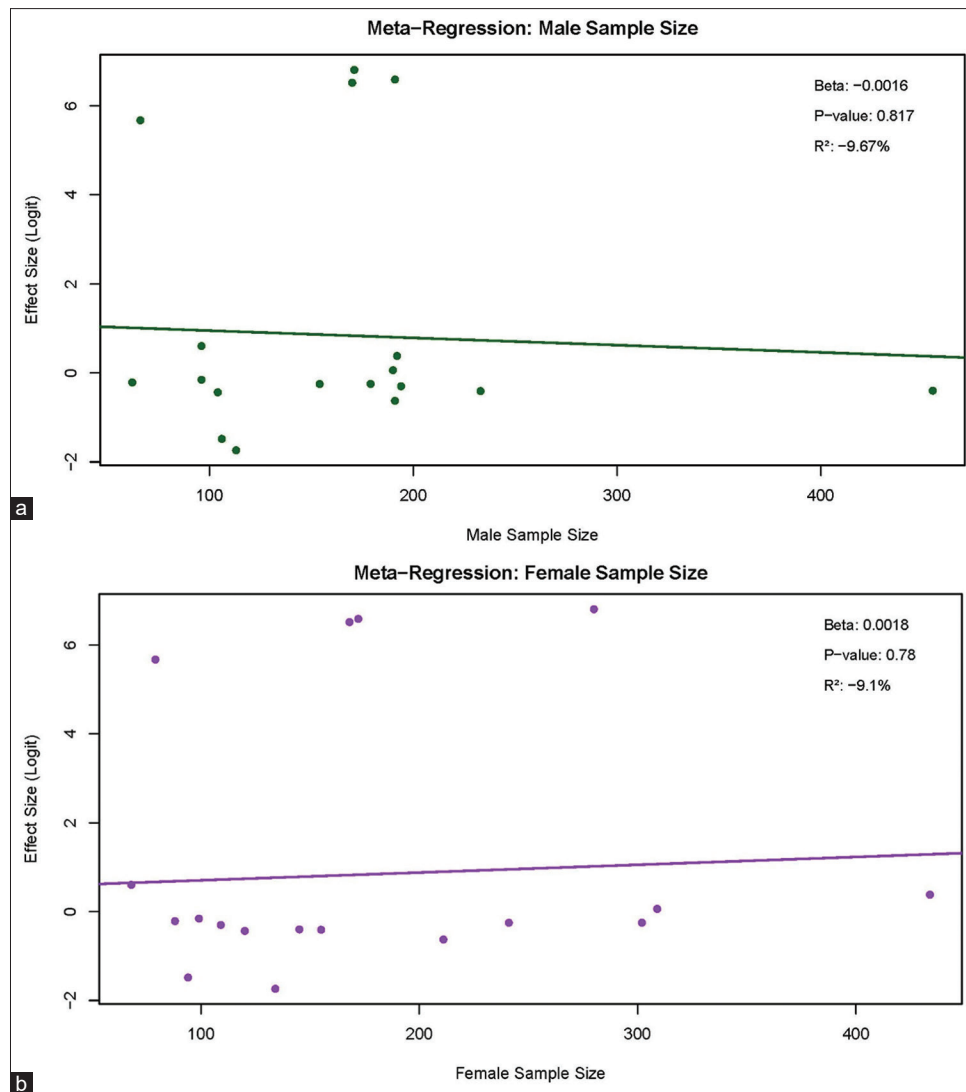 Meta−Regression: Male Sample Size
Beta: −0.0016
P−value: 0.817
R²: −9.67%
Effect Size (Logit)
6
4
2
0
−2
100 200 300 400
Male Sample Size
a
Meta−Regression: Female Sample Size
Beta: 0.0018
P−value: 0.78
R²: −9.1%
Effect Size (Logit)
6
4
2
0
−2
100 200 300 400
Female Sample Size
b